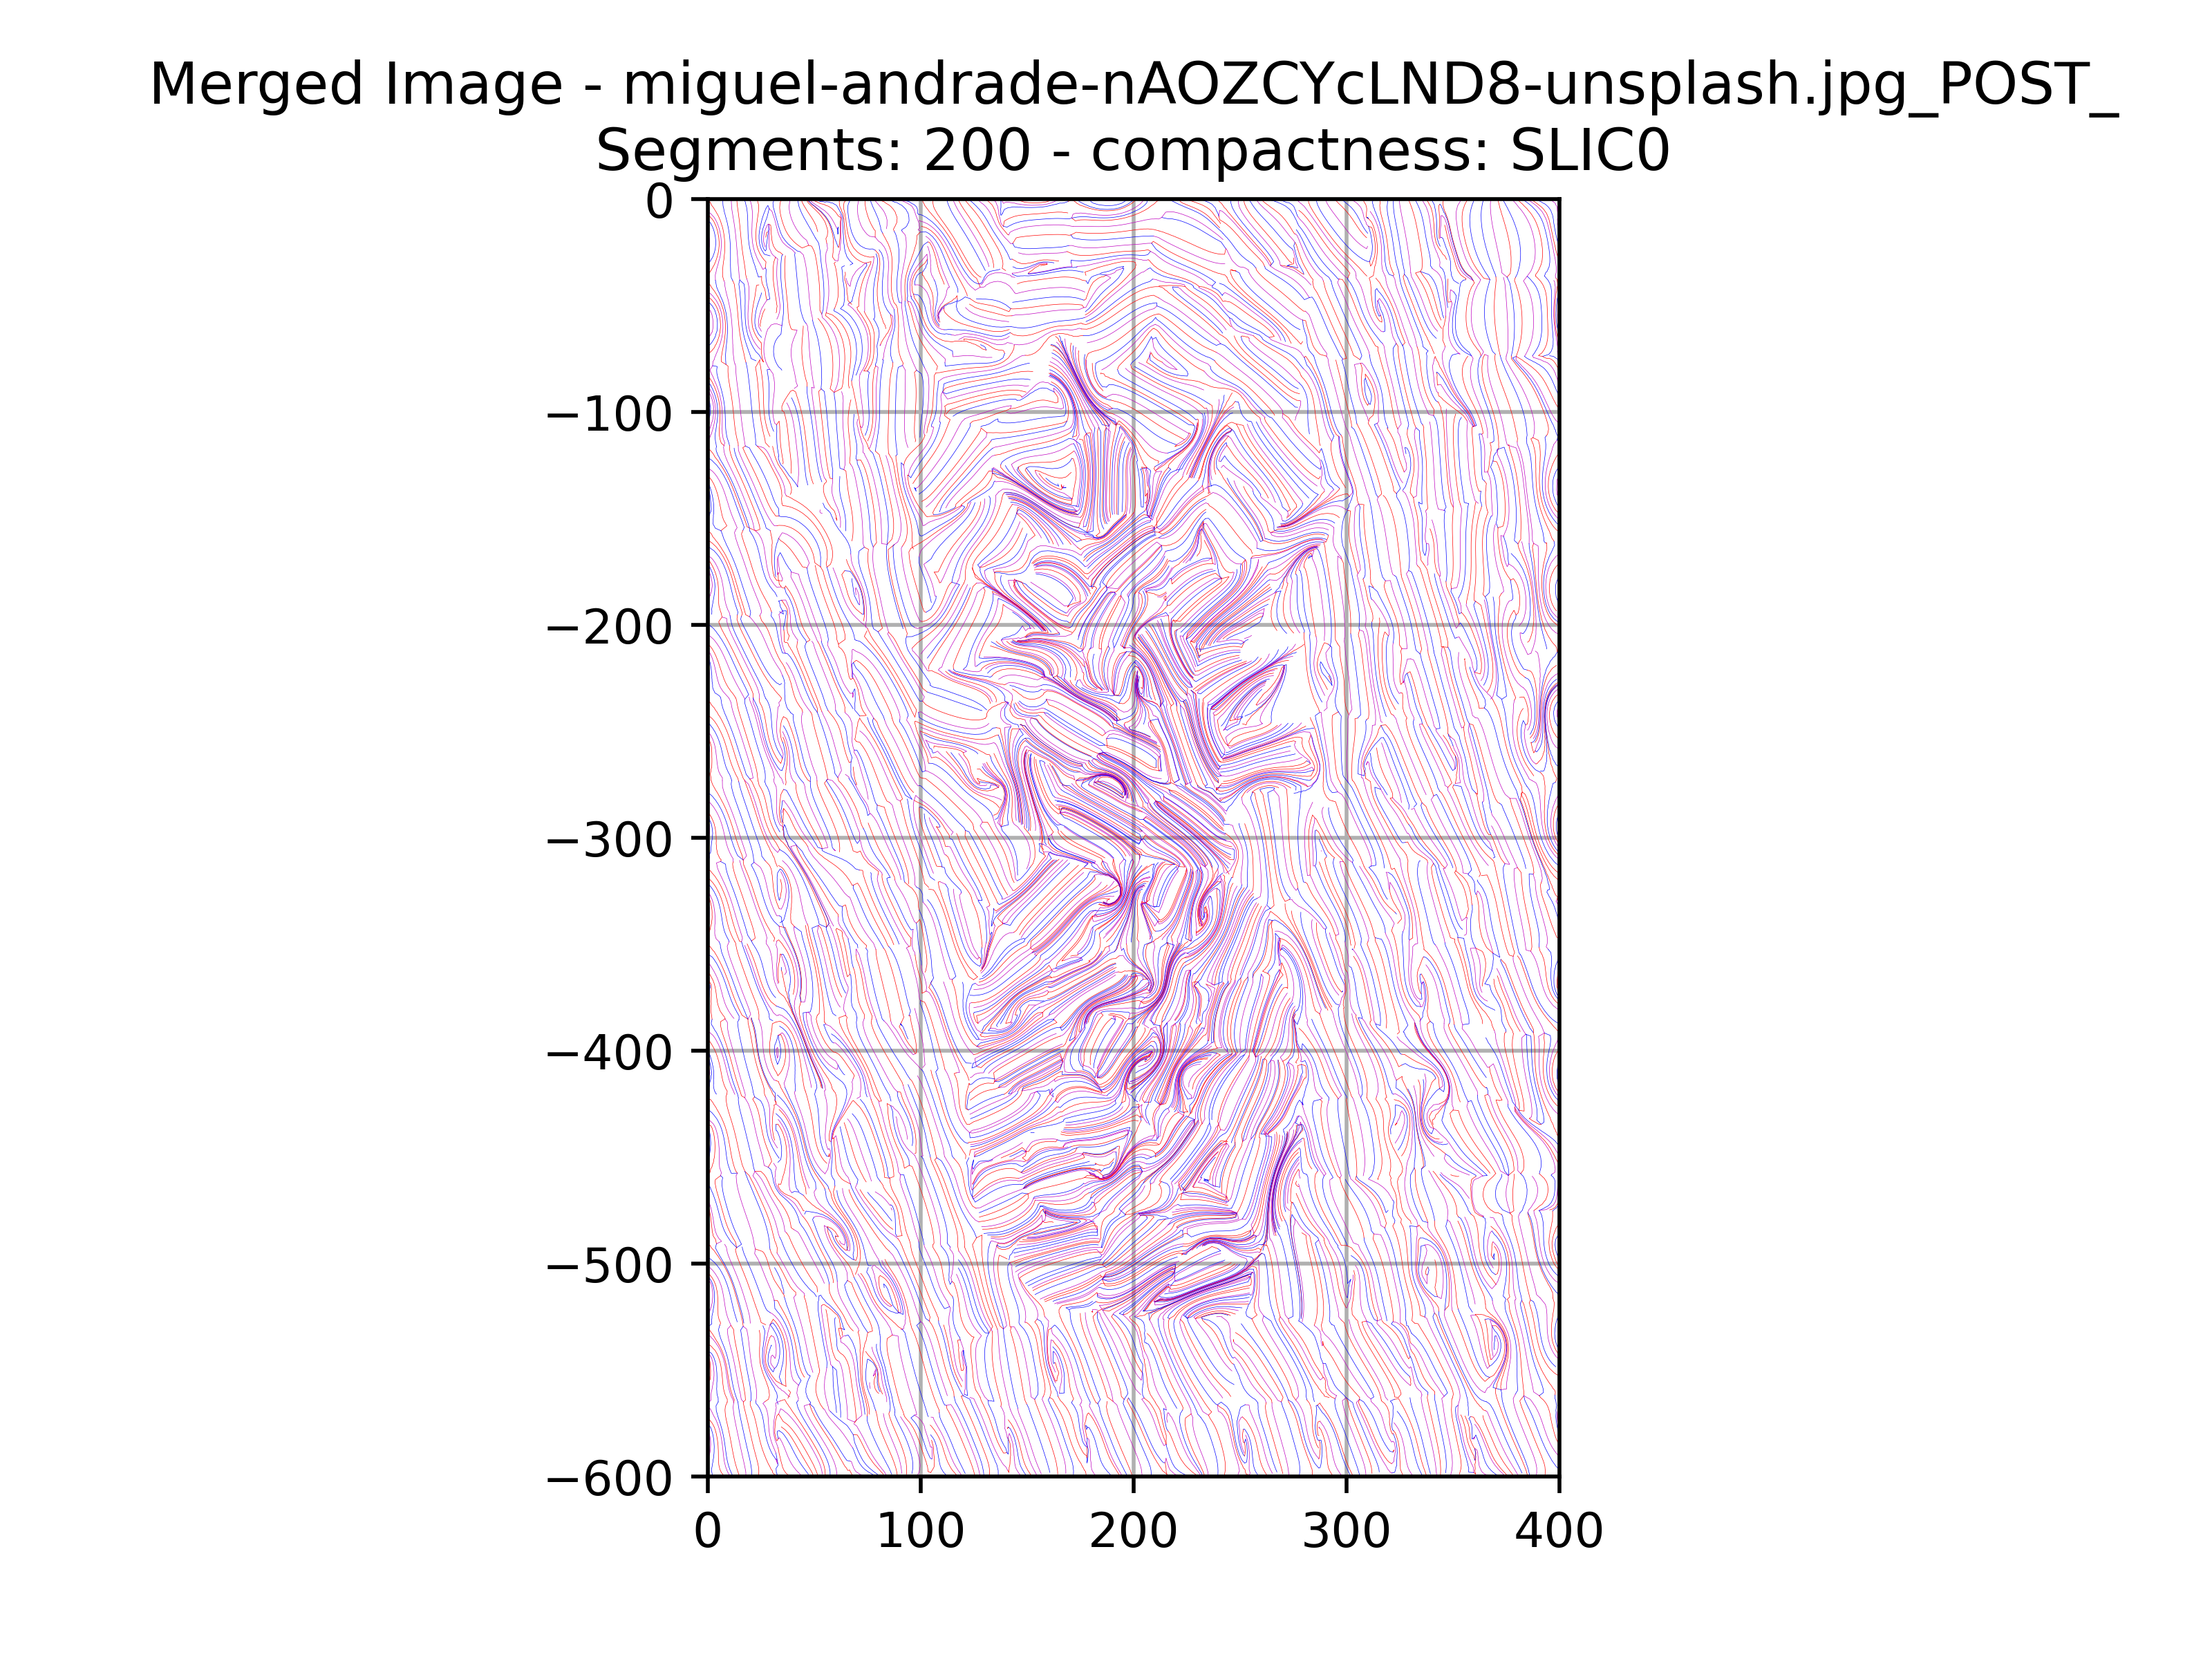 Merged Image - miguel-andrade-nAOZCYcLND8-unsplash.jpg_POST_
Segments: 200 - compactness: SLIC0
0
−100
−200
−300
−400
−500
−600
0 100 200 300 400